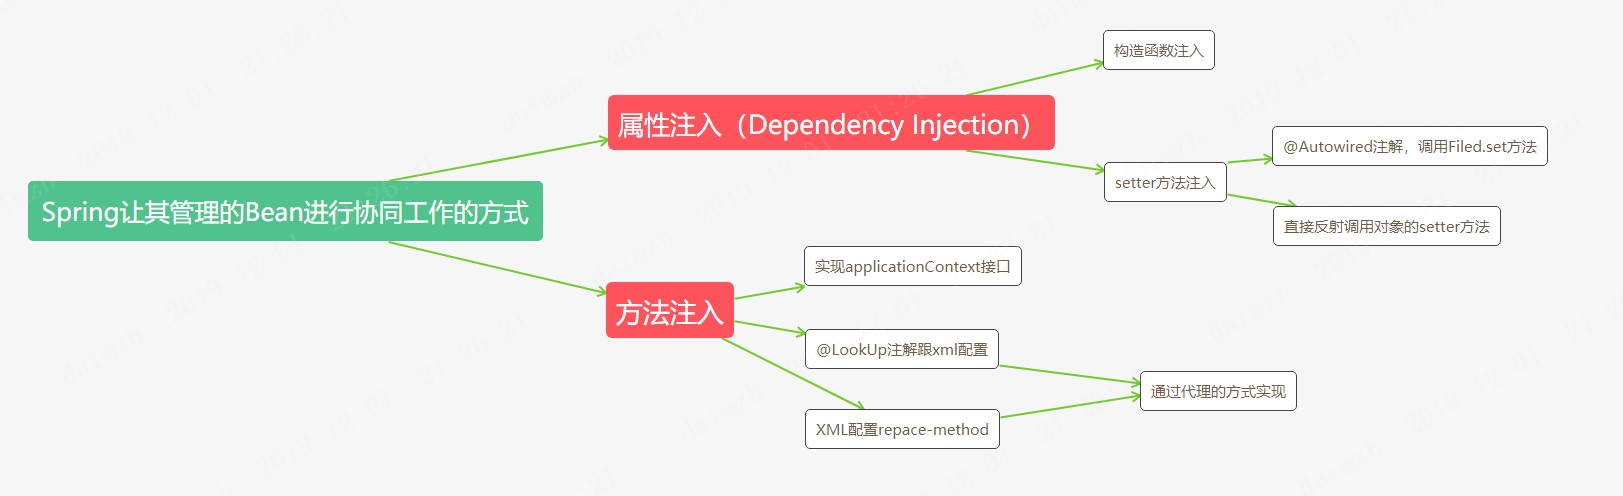 构造函数注入
属性注入（Dependency Injection）
@Autowired注解，调用Filed.set方法
setter方法注入
Spring让其管理的Bean进行协同工作的方式
直接反射调用对象的setter方法
实现applicationContext接口
方法注入
@LookUp注解跟xml配置
通过代理的方式实现
XML配置repace-method